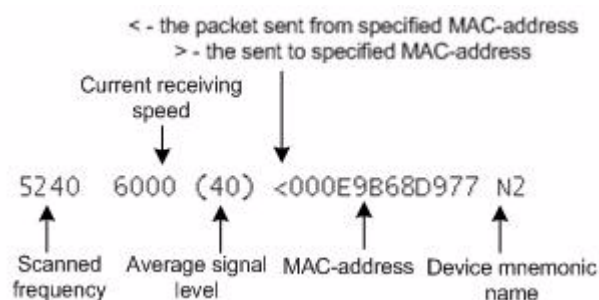 < - the packet sent from specified MAC-address
> - the sent to specified MAC-address
Current receiving
speed
5240 6000 (40) <000E9B68D977 N2
Scanned
frequency
Average signal
level
MAC-address
Device mnemonic
name